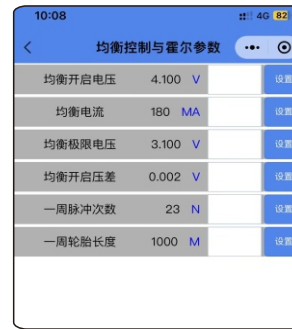 10:08 4G 82
均衡控制与霍尔参数
均衡开启电压 4.100 V 设置
均衡电流 180 MA 设置
均衡极限电压 3.100 V 设置
均衡开启压差 0.002 V 设置
一周脉冲次数 23 N 设置
一周轮胎长度 1000 M 设置